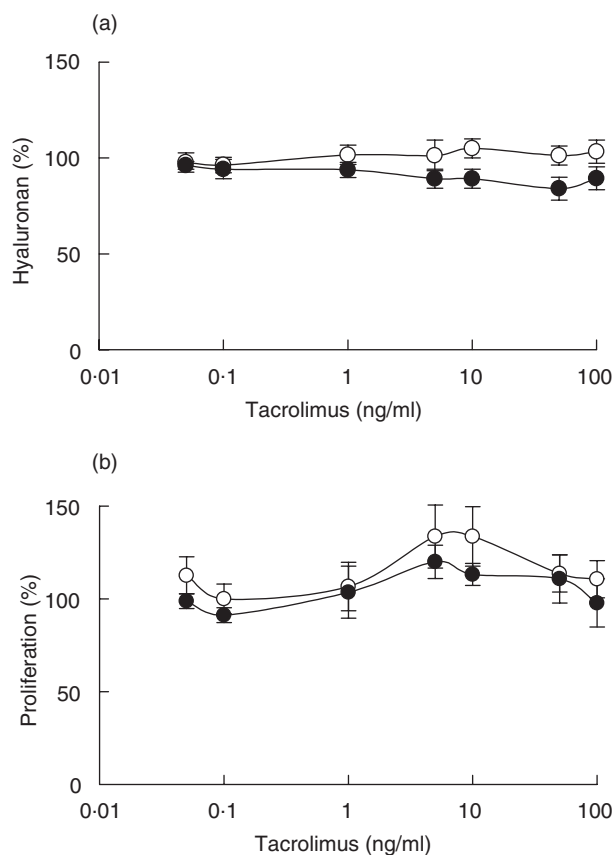 (a)
150
100
50
0
Hyaluronan (%)
0·01 0·1 1 10 100
Tacrolimus (ng/ml)
(b)
150
100
50
0
Proliferation (%)
0·01 0·1 1 10 100
Tacrolimus (ng/ml)